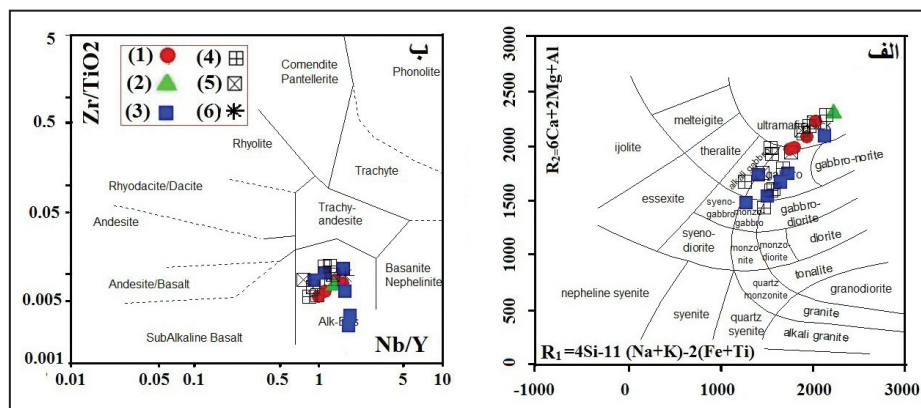 ب
Zr/TiO2
5
0.5
0.05
0.005
0.001
(1)
(4)
(2)
(5)
(3)
(6)
Comendite
Pantellerite
Phonolite
Rhyolite
Trachyte
Rhyodacite/Dacite
Trachy-
andesite
Andesite
Andesite/Basalt
Basanite
Nephelinite
SubAlkaline Basalt
Alk-Bas
Nb/Y
0.01
0.05
0.1
0.5
1
5
10
الف
R2=6Ca+2Mg+Al
3000
2500
2000
1500
1000
500
0
ultramafic
melteigite
ijolite
theralite
alkali gabbro
gabbro-norite
essexite
syeno-
gabbro
monzo-
gabbro
gabbro-
diorite
syeno-
diorite
diorite
monzo-
nite
monzo-
diorite
tonalite
nepheline syenite
quartz
monzonite
granodiorite
syenite
quartz
syenite
granite
alkali granite
R1=4Si-11 (Na+K)-2(Fe+Ti)
-1000
0
1000
2000
3000